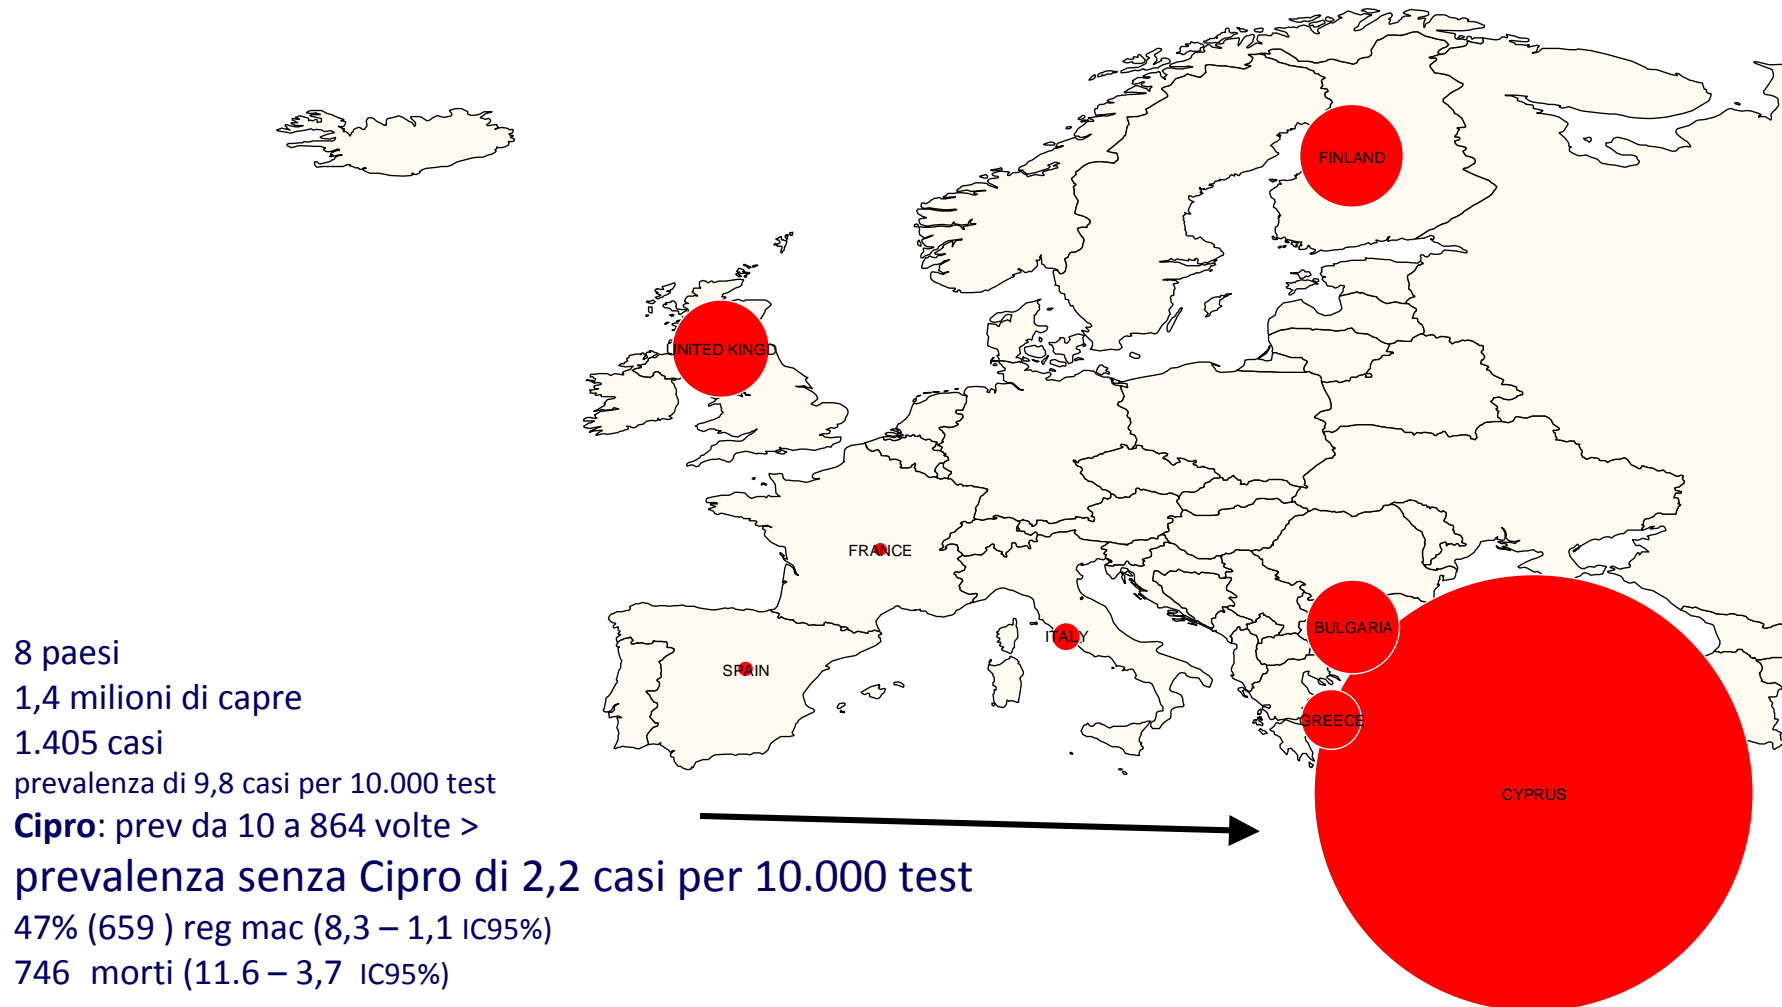 FINLAND
UNITED KINGD
FRANCE
BULGARIA
ITALY
SPAIN
GREECE
CYPRUS
8 paesi
1,4 milioni di capre
1.405 casi
prevalenza di 9,8 casi per 10.000 test
Cipro: prev da 10 a 864 volte >
prevalenza senza Cipro di 2,2 casi per 10.000 test
47% (659 ) reg mac (8,3 – 1,1 IC95%)
746 morti (11.6 – 3,7 IC95%)